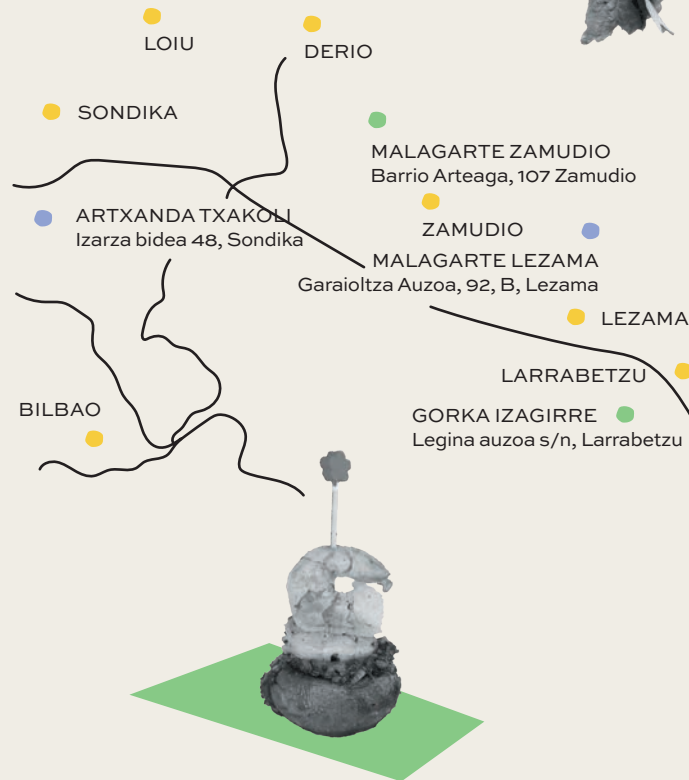 LOIU
DERIO
SONDIKA
MALAGARTE ZAMUDIO
Barrio Arteaga, 107 Zamudio
ARTXANDA TXAKOLI
Izarza bidea 48, Sondika
ZAMUDIO
MALAGARTE LEZAMA
Garaioltza Auzoa, 92, B, Lezama
LEZAMA
LARRABETZU
BILBAO
GORKA IZAGIRRE
Legina auzoa s/n, Larrabetzu